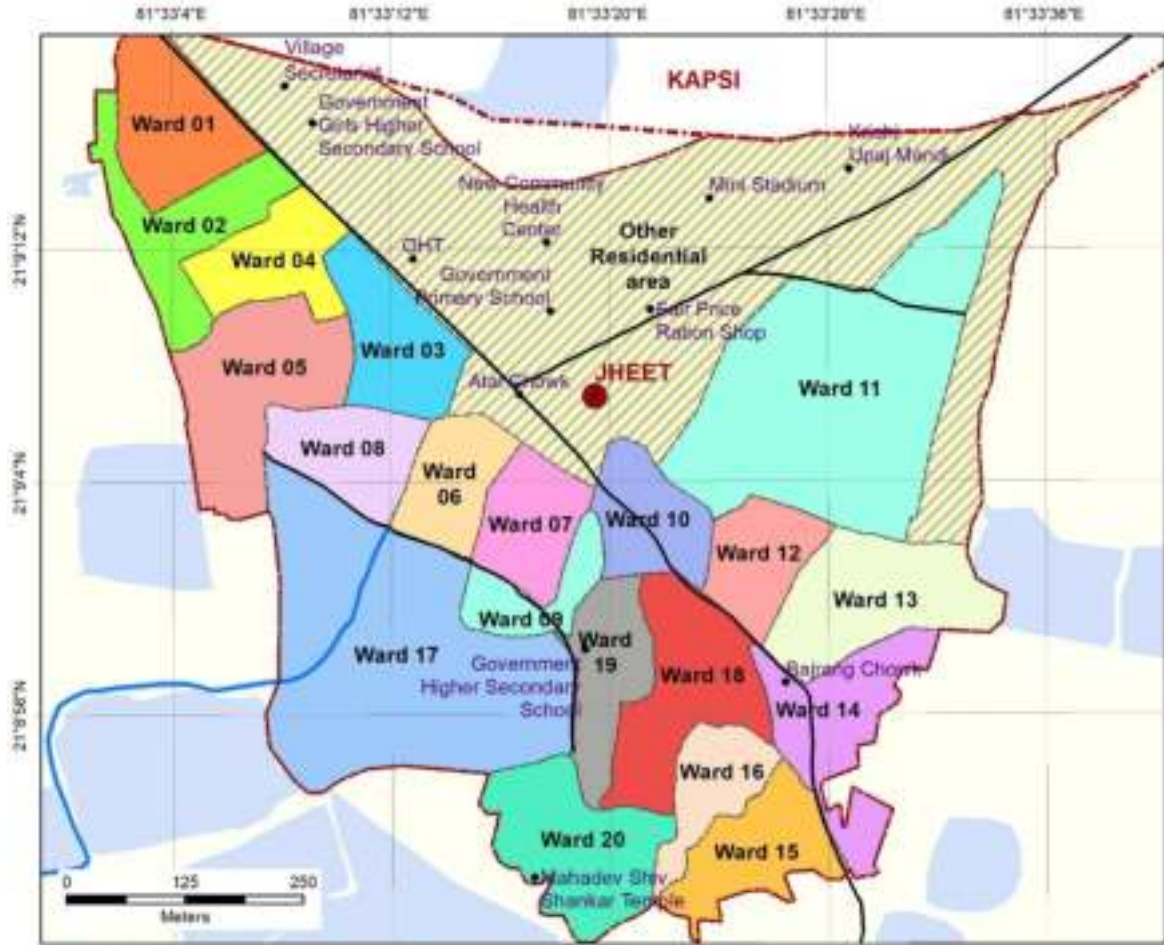 81°33'4"E
81°33'12"E
81°33'20"E
81°33'28"E
81°33'36"E
21°9'12"N
21°9'4"N
21°8'56"N
Village
Secretariat
KAPSI
Ward 01
Government
Girls Higher
Secondary School
Krishi
Upaj Mandi
New Community
Health
Center
Mini Stadium
Ward 02
Other
Residential
area
OHT
Ward 04
Government
Primary School
Fair Price
Ration Shop
Ward 03
Ward 05
JHEET
Atal Chowk
Ward 11
Ward 08
Ward
06
Ward 07
Ward 10
Ward 12
Ward 13
Ward 09
Ward
19
Ward 17
Government
Higher Secondary
School
Ward 18
Bajrang Chowk
Ward 14
Ward 16
Ward 20
Ward 15
Mahadev Shiv
Shankar Temple
0 125 250
Meters